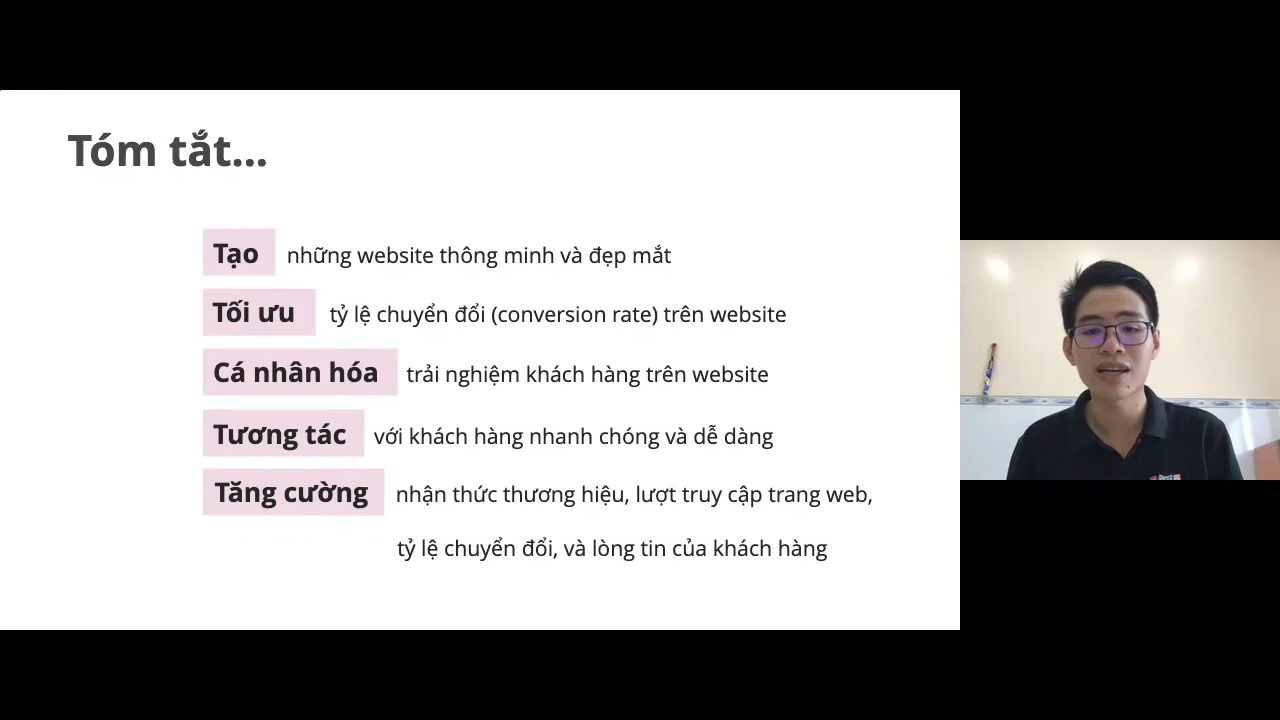 Tóm tắt...
Tạo những website thông minh và đẹp mắt
Tối ưu tỷ lệ chuyển đổi (conversion rate) trên website
Cá nhân hóa trải nghiệm khách hàng trên website
Tương tác với khách hàng nhanh chóng và dễ dàng
Tăng cường nhận thức thương hiệu, lượt truy cập trang web,
tỷ lệ chuyển đổi, và lòng tin của khách hàng